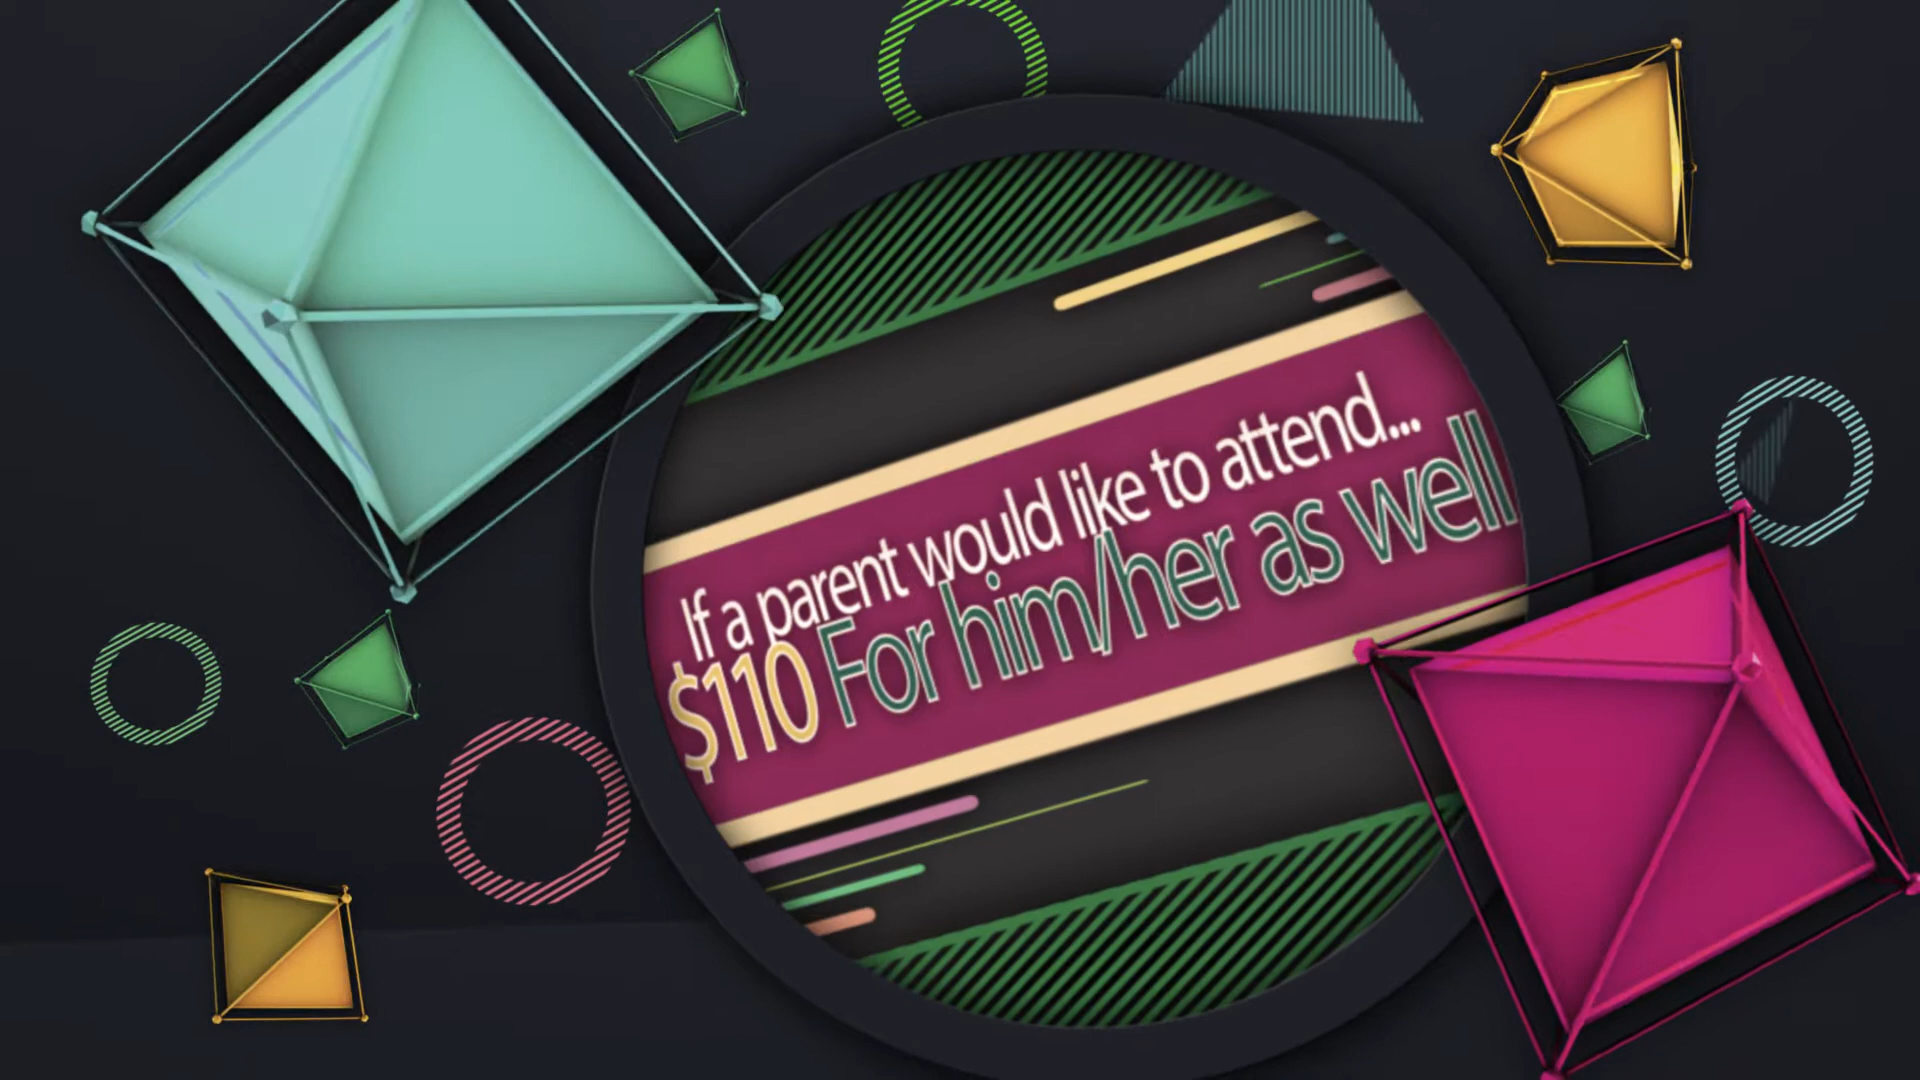 If a parent would like to attend...
$110 For him/her as well